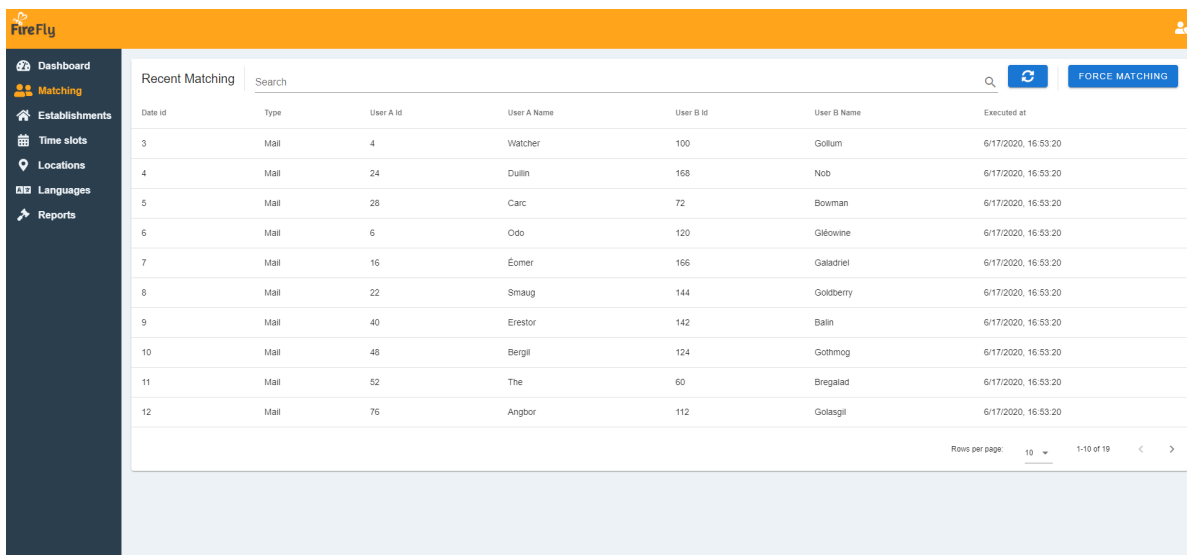 FireFly
Dashboard
Matching
Establishments
Time slots
Locations
Languages
Reports
Recent Matching Search FORCE MATCHING
Date id Type User A Id User A Name User B Id User B Name Executed at
3 Mail 4 Watcher 100 Gollum 6/17/2020, 16:53:20
4 Mail 24 Duilin 168 Nob 6/17/2020, 16:53:20
5 Mail 28 Carc 72 Bowman 6/17/2020, 16:53:20
6 Mail 6 Odo 120 Gléowine 6/17/2020, 16:53:20
7 Mail 16 Éomer 166 Galadriel 6/17/2020, 16:53:20
8 Mail 22 Smaug 144 Goldberry 6/17/2020, 16:53:20
9 Mail 40 Erestor 142 Balin 6/17/2020, 16:53:20
10 Mail 48 Bergil 124 Gothmog 6/17/2020, 16:53:20
11 Mail 52 The 60 Bregalad 6/17/2020, 16:53:20
12 Mail 76 Angbor 112 Golasgil 6/17/2020, 16:53:20
Rows per page: 10 1-10 of 19